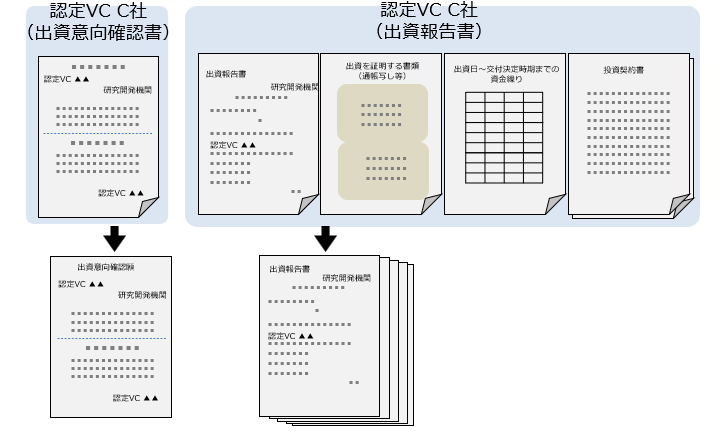 認定VC C社
（出資意向確認書）
認定VC ▲▲
研究開発機関
認定VC ▲▲
認定VC C社
（出資報告書）
出資報告書
研究開発機関
認定VC ▲▲
出資を証明する書類
（通帳写し等）
出資日～交付決定時期までの
資金繰り
投資契約書
出資意向確認願
認定VC ▲▲
研究開発機関
認定VC ▲▲
出資報告書
研究開発機関
認定VC ▲▲